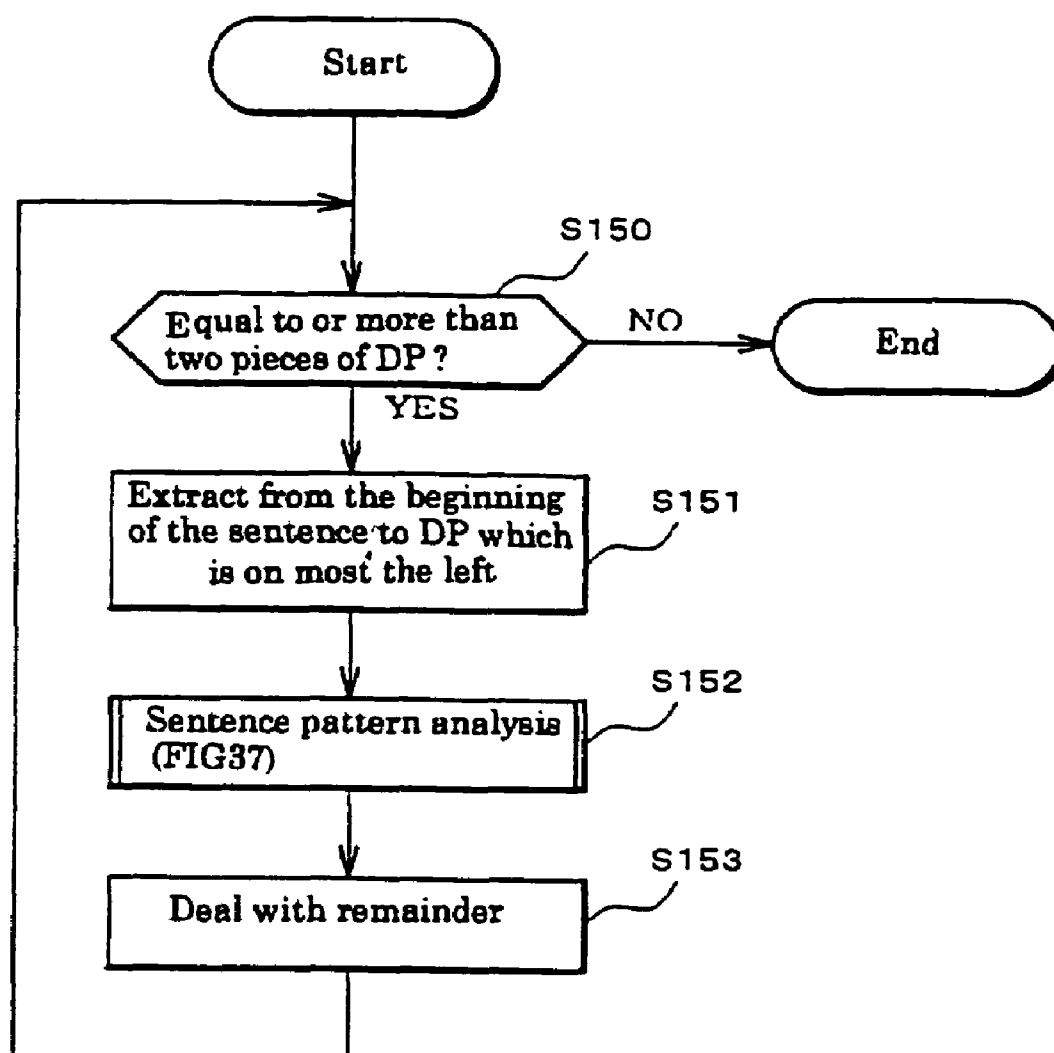 Start
S150
Equal to or more than
two pieces of DP?
NO
End
YES
Extract from the beginning
of the sentence to DP which
is on most the left
S151
Sentence pattern analysis
(FIG37)
S152
Deal with remainder
S153